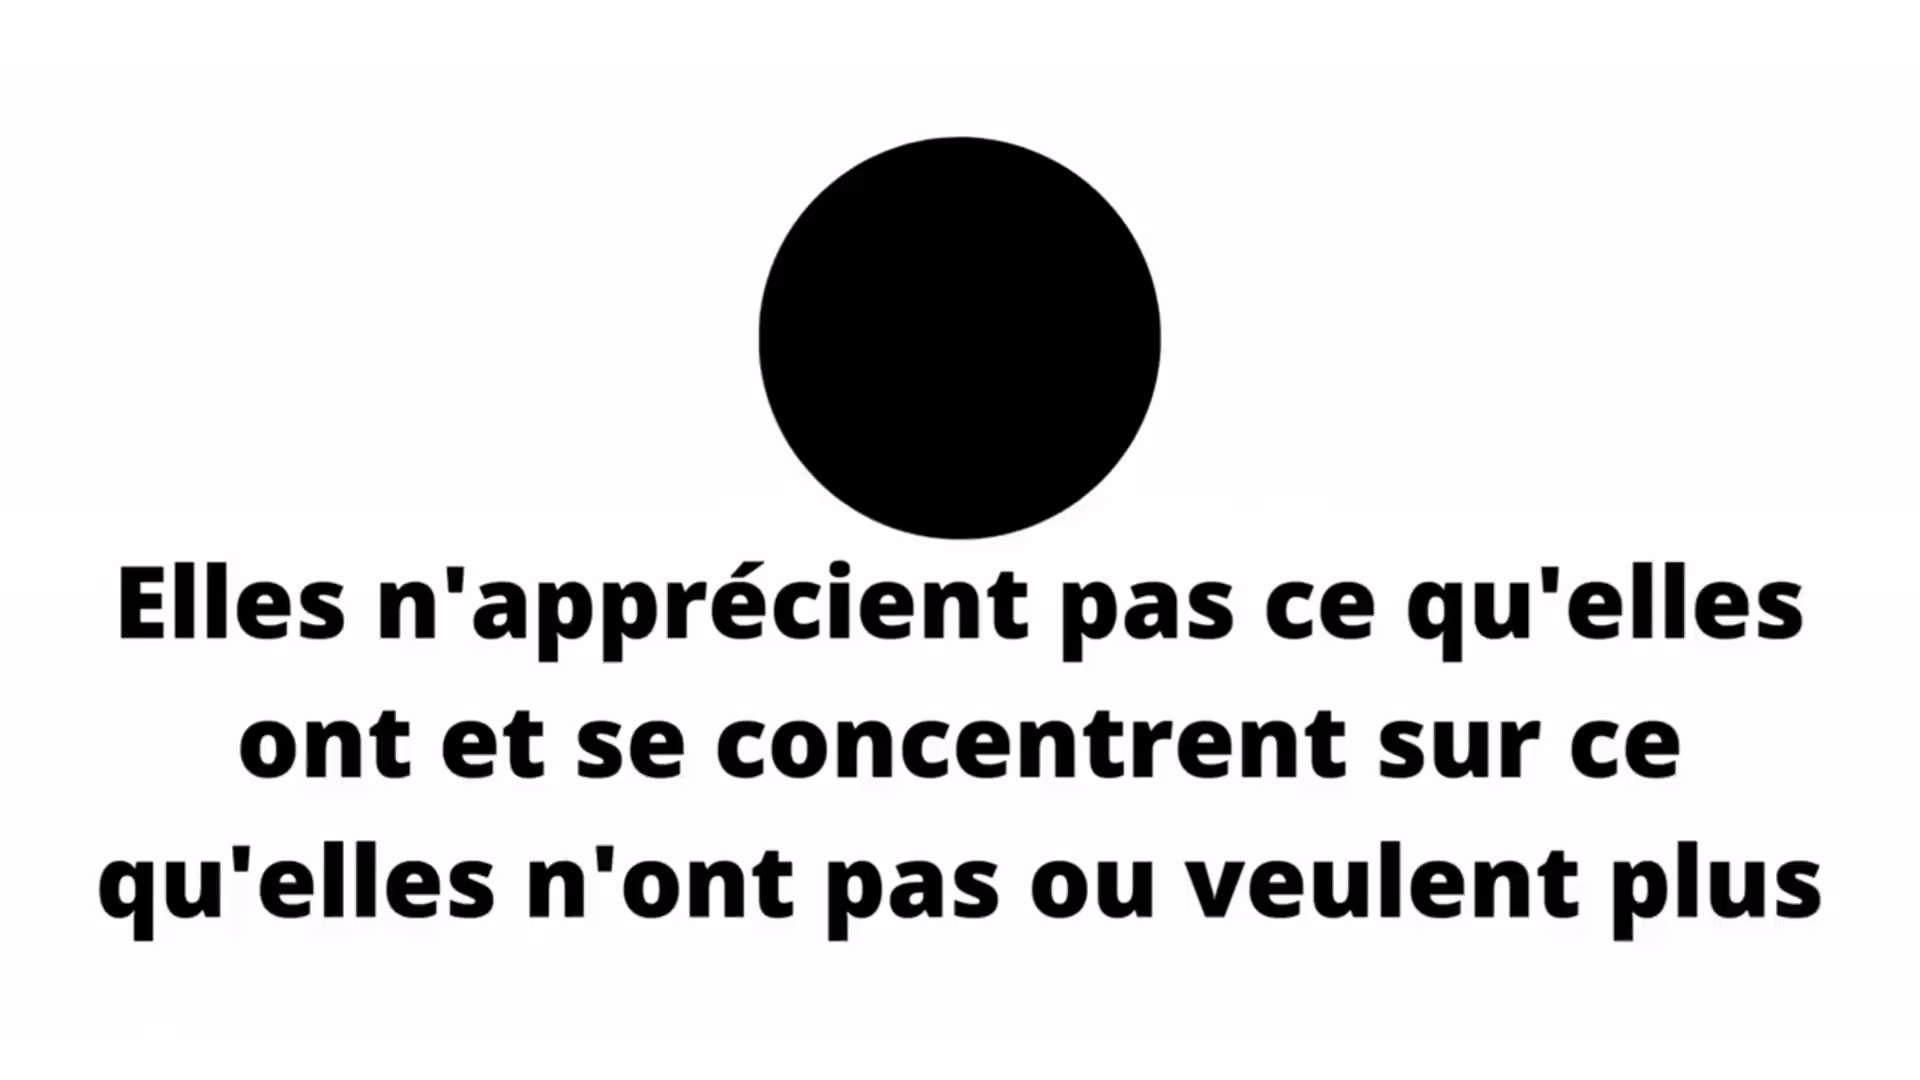 Elles n'apprécient pas ce qu'elles
ont et se concentrent sur ce
qu'elles n'ont pas ou veulent plus